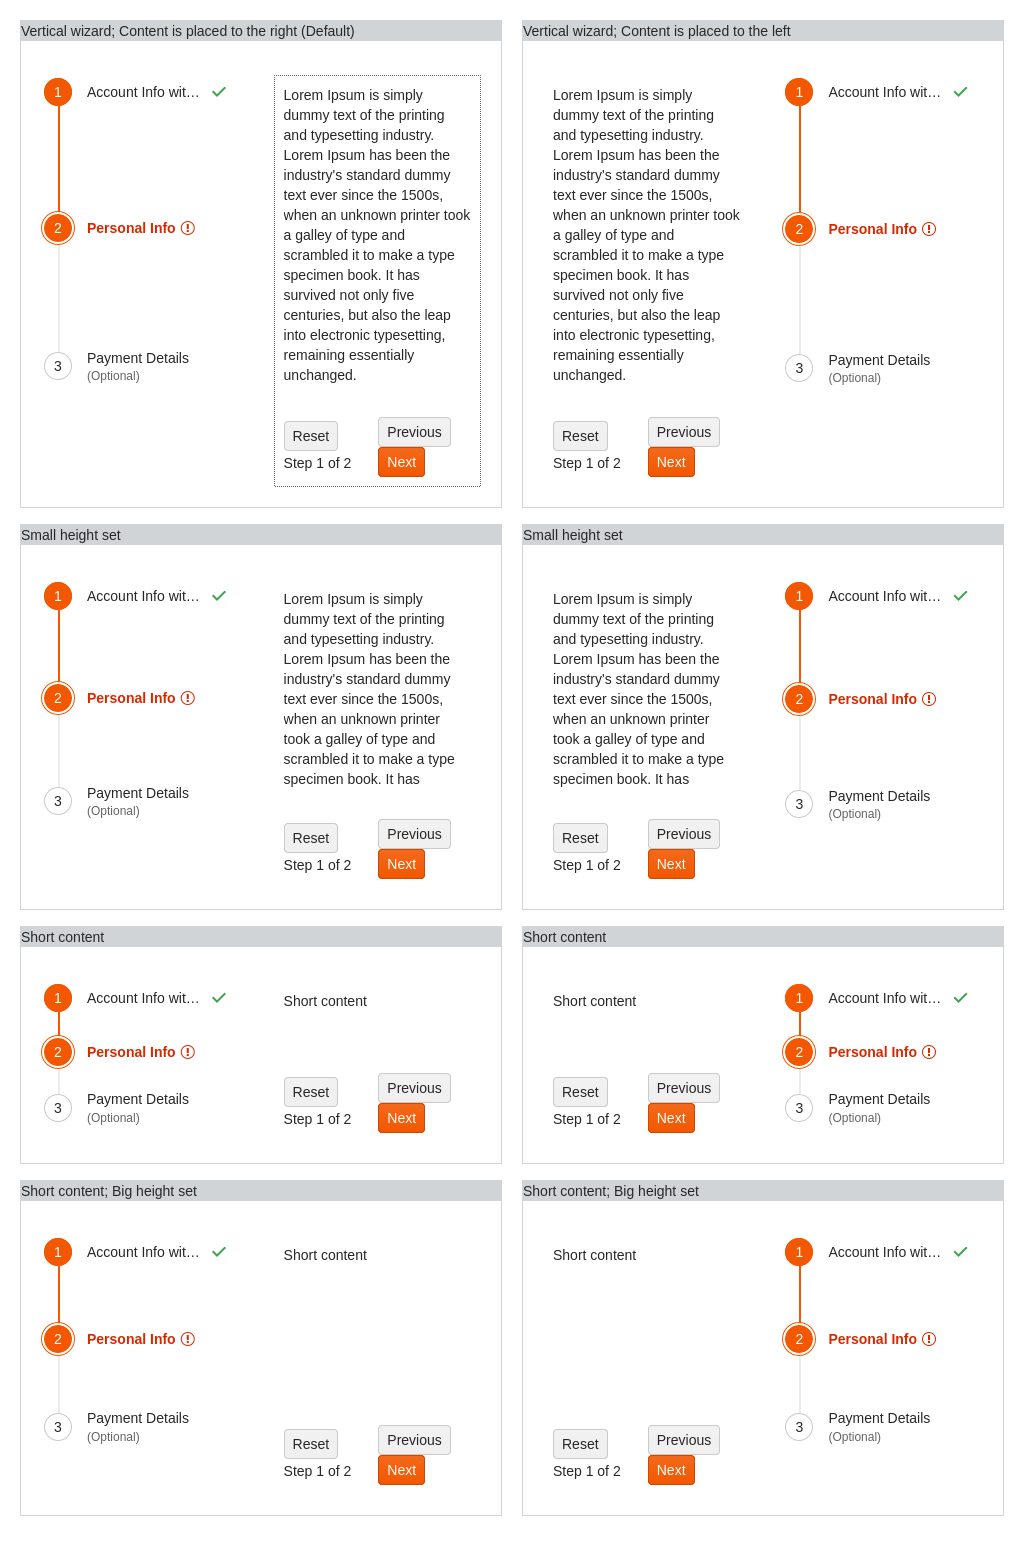 Vertical wizard; Content is placed to the right (Default)
1
Account Info wit…
2
Personal Info
3
Payment Details
(Optional)
Lorem Ipsum is simply
dummy text of the printing
and typesetting industry.
Lorem Ipsum has been the
industry's standard dummy
text ever since the 1500s,
when an unknown printer took
a galley of type and
scrambled it to make a type
specimen book. It has
survived not only five
centuries, but also the leap
into electronic typesetting,
remaining essentially
unchanged.
Reset
Step 1 of 2
Previous
Next
Vertical wizard; Content is placed to the left
Lorem Ipsum is simply
dummy text of the printing
and typesetting industry.
Lorem Ipsum has been the
industry's standard dummy
text ever since the 1500s,
when an unknown printer took
a galley of type and
scrambled it to make a type
specimen book. It has
survived not only five
centuries, but also the leap
into electronic typesetting,
remaining essentially
unchanged.
Reset
Step 1 of 2
Previous
Next
1
Account Info wit…
2
Personal Info
3
Payment Details
(Optional)
Small height set
1
Account Info wit…
2
Personal Info
3
Payment Details
(Optional)
Lorem Ipsum is simply
dummy text of the printing
and typesetting industry.
Lorem Ipsum has been the
industry's standard dummy
text ever since the 1500s,
when an unknown printer
took a galley of type and
scrambled it to make a type
specimen book. It has
Reset
Step 1 of 2
Previous
Next
Small height set
Lorem Ipsum is simply
dummy text of the printing
and typesetting industry.
Lorem Ipsum has been the
industry's standard dummy
text ever since the 1500s,
when an unknown printer
took a galley of type and
scrambled it to make a type
specimen book. It has
Reset
Step 1 of 2
Previous
Next
1
Account Info wit…
2
Personal Info
3
Payment Details
(Optional)
Short content
1
Account Info wit…
2
Personal Info
3
Payment Details
(Optional)
Short content
Reset
Step 1 of 2
Previous
Next
Short content
Short content
Reset
Step 1 of 2
Previous
Next
1
Account Info wit…
2
Personal Info
3
Payment Details
(Optional)
Short content; Big height set
1
Account Info wit…
2
Personal Info
3
Payment Details
(Optional)
Short content
Reset
Step 1 of 2
Previous
Next
Short content; Big height set
Short content
Reset
Step 1 of 2
Previous
Next
1
Account Info wit…
2
Personal Info
3
Payment Details
(Optional)